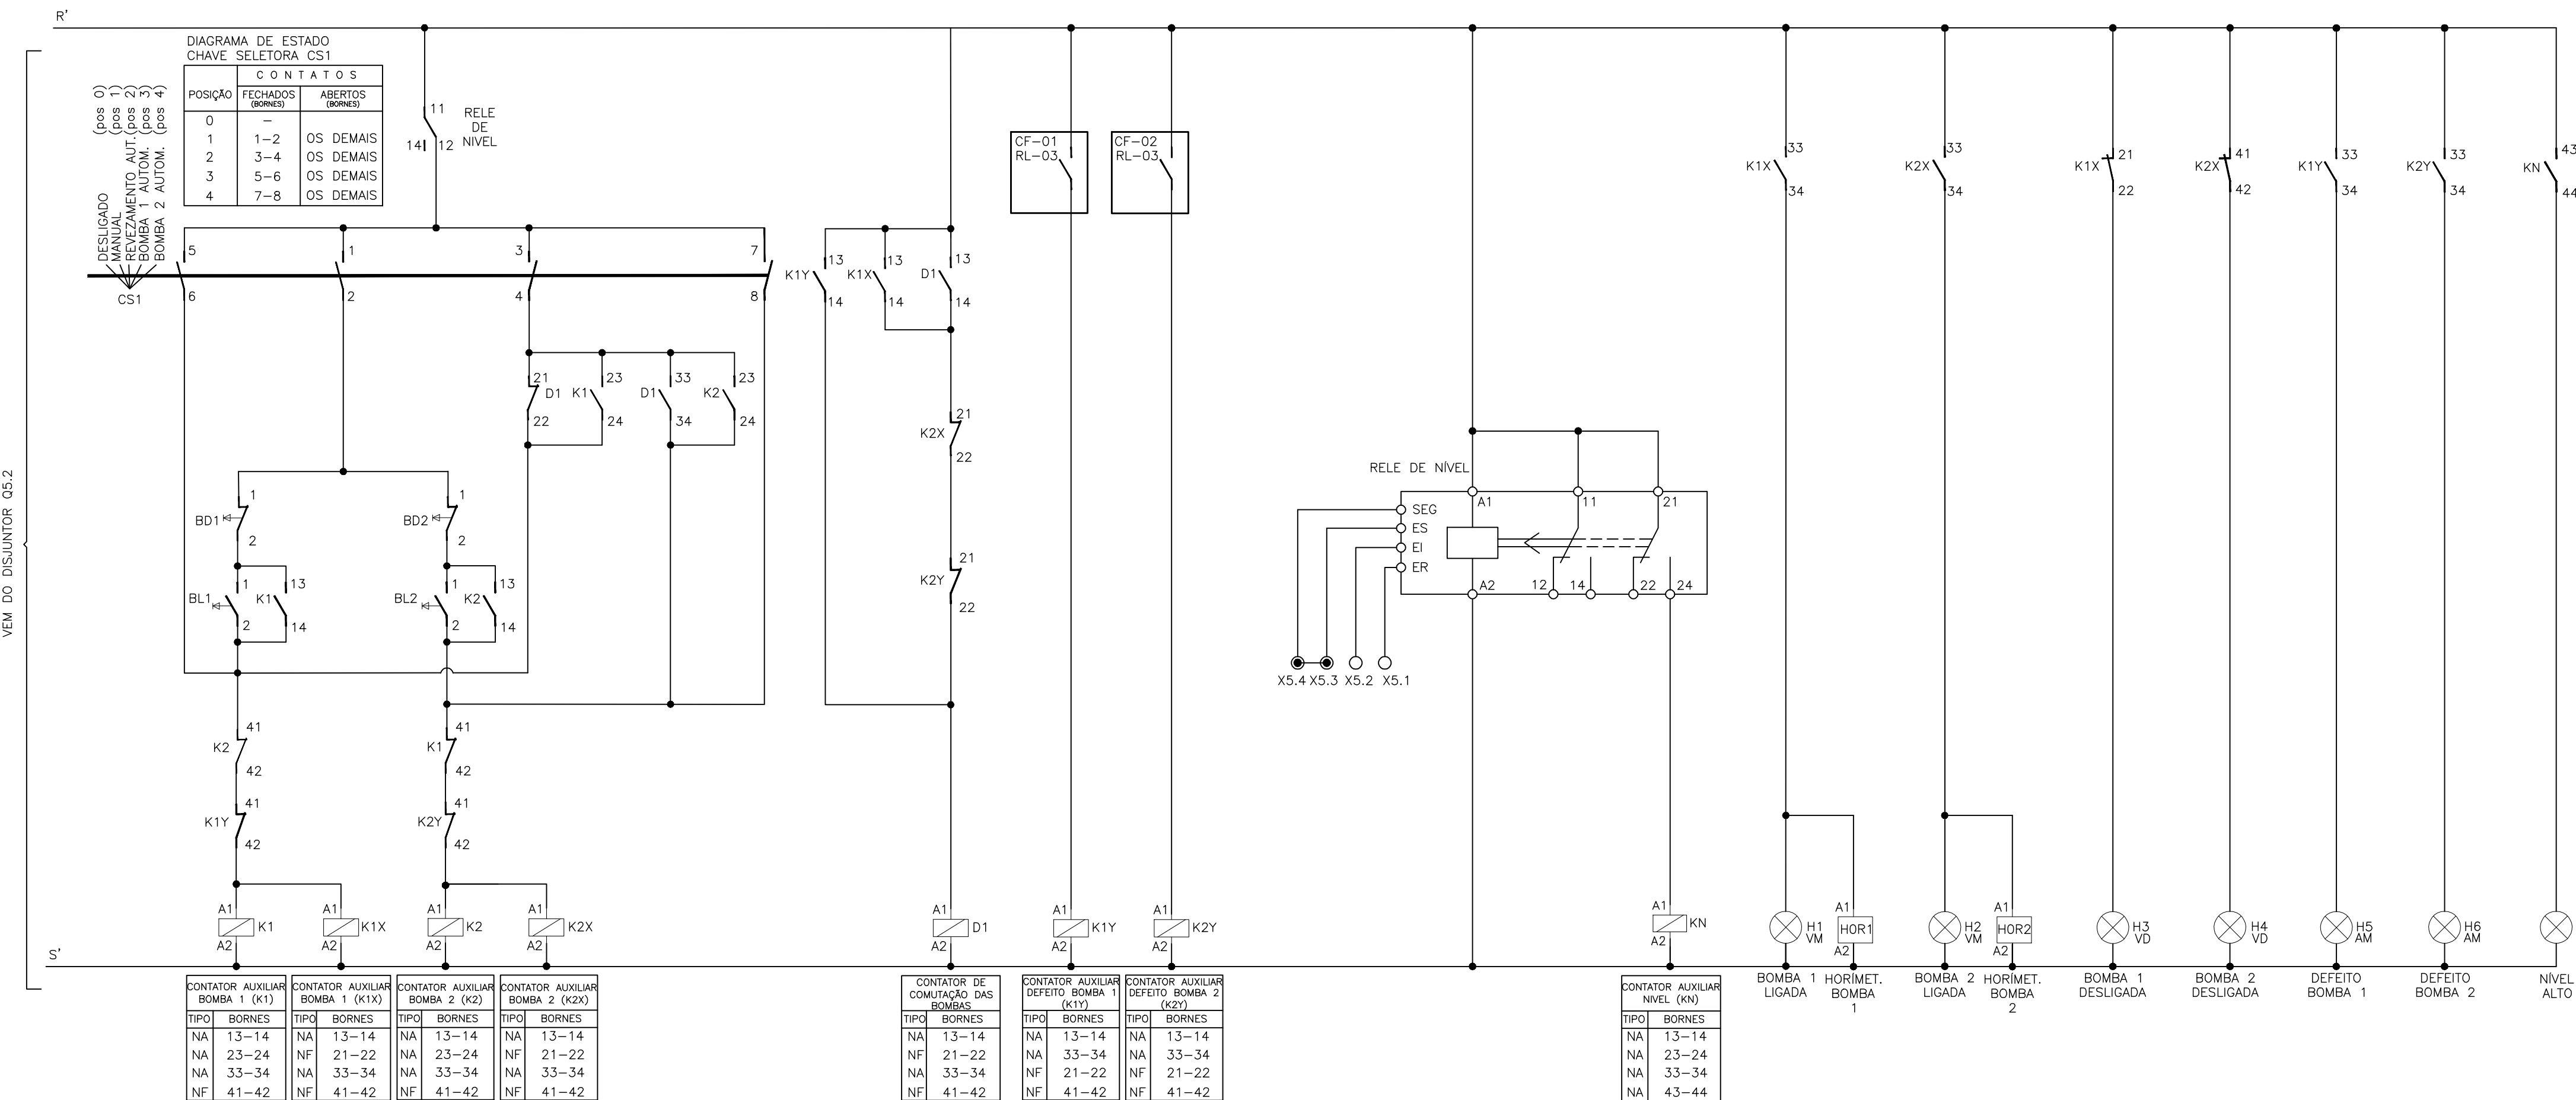 R'
DIAGRAMA DE ESTADO
CHAVE SELETORA CS1
POSIÇÃO
C O N T A T O S
FECHADOS
(BORNES)
ABERTOS
(BORNES)
0 –
1 1–2 OS DEMAIS
2 3–4 OS DEMAIS
3 5–6 OS DEMAIS
4 7–8 OS DEMAIS
DESLIGADO (pos 0)
MANUAL (pos 1)
REVEZAMENTO AUT. (pos 2)
BOMBA 1 AUTOM. (pos 3)
BOMBA 2 AUTOM. (pos 4)
CS1
VEM DO DISJUNTOR Q5.2
11
14 12
RELE
DE
NIVEL
5
6
1
2
3
4
7
8
21
D1
22
23
K1
24
33
D1
34
23
K2
24
1
BD1
2
1
BD2
2
1
BL1
2
13
K1
14
1
BL2
2
13
K2
14
41
K2
42
41
K1
42
41
K1Y
42
41
K2Y
42
A1
K1
A2
A1
K1X
A2
A1
K2
A2
A1
K2X
A2
13
K1Y
14
13
K1X
14
13
D1
14
21
K2X
22
21
K2Y
22
A1
D1
A2
CF–01
RL–03
CF–02
RL–03
A1
K1Y
A2
A1
K2Y
A2
RELE DE NÍVEL
A1 11 21
SEG
ES
EI
ER
A2 12 14 22 24
X5.4 X5.3 X5.2 X5.1
A1
KN
A2
33
K1X
34
33
K2X
34
21
K1X
22
41
K2X
42
33
K1Y
34
33
K2Y
34
43
KN
44
H1
VM
A1
HOR1
A2
H2
VM
A1
HOR2
A2
H3
VD
H4
VD
H5
AM
H6
AM
S'
BOMBA 1
LIGADA
HORÍMET.
BOMBA
1
BOMBA 2
LIGADA
HORÍMET.
BOMBA
2
BOMBA 1
DESLIGADA
BOMBA 2
DESLIGADA
DEFEITO
BOMBA 1
DEFEITO
BOMBA 2
NÍVEL
ALTO
CONTATOR AUXILIAR
BOMBA 1 (K1)
TIPO BORNES
NA 13–14
NA 23–24
NA 33–34
NF 41–42
CONTATOR AUXILIAR
BOMBA 1 (K1X)
TIPO BORNES
NA 13–14
NF 21–22
NA 33–34
NF 41–42
CONTATOR AUXILIAR
BOMBA 2 (K2)
TIPO BORNES
NA 13–14
NA 23–24
NA 33–34
NF 41–42
CONTATOR AUXILIAR
BOMBA 2 (K2X)
TIPO BORNES
NA 13–14
NF 21–22
NA 33–34
NF 41–42
CONTATOR DE
COMUTAÇÃO DAS
BOMBAS
TIPO BORNES
NA 13–14
NF 21–22
NA 33–34
NF 41–42
CONTATOR AUXILIAR
DEFEITO BOMBA 1
(K1Y)
TIPO BORNES
NA 13–14
NA 33–34
NF 21–22
NF 41–42
CONTATOR AUXILIAR
DEFEITO BOMBA 2
(K2Y)
TIPO BORNES
NA 13–14
NA 33–34
NF 21–22
NF 41–42
CONTATOR AUXILIAR
NIVEL (KN)
TIPO BORNES
NA 13–14
NA 23–24
NA 33–34
NA 43–44